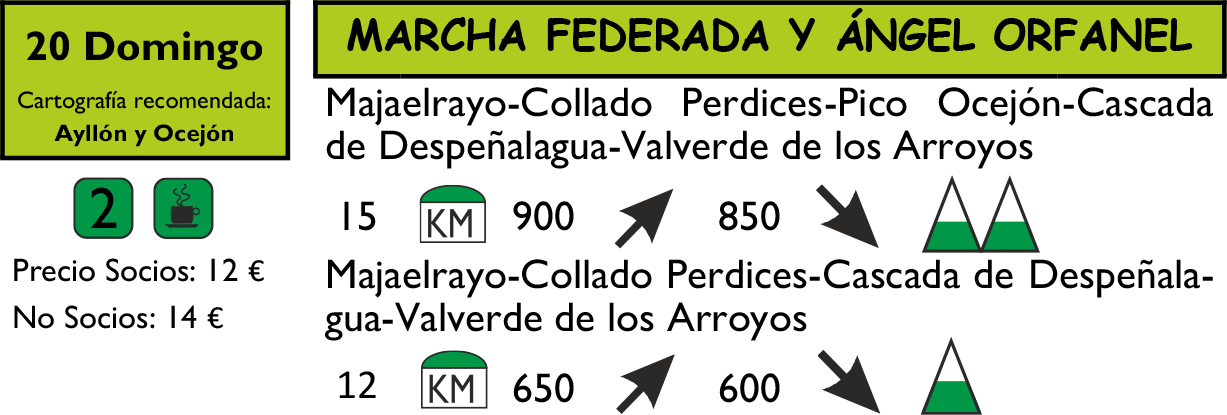 20 Domingo
Cartografía recomendada:
Ayllón y Ocejón
2
Precio Socios: 12 €
No Socios: 14 €
MARCHA FEDERADA Y ÁNGEL ORFANEL
Majaelrayo-Collado Perdices-Pico Ocejón-Cascada
de Despeñalagua-Valverde de los Arroyos
15 KM 900 850
Majaelrayo-Collado Perdices-Cascada de Despeñala-
gua-Valverde de los Arroyos
12 KM 650 600